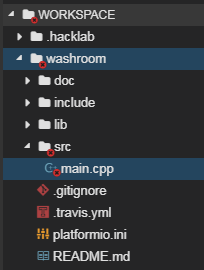 WORKSPACE
.hacklab
washroom
doc
include
lib
src
main.cpp
.gitignore
.travis.yml
platformio.ini
README.md